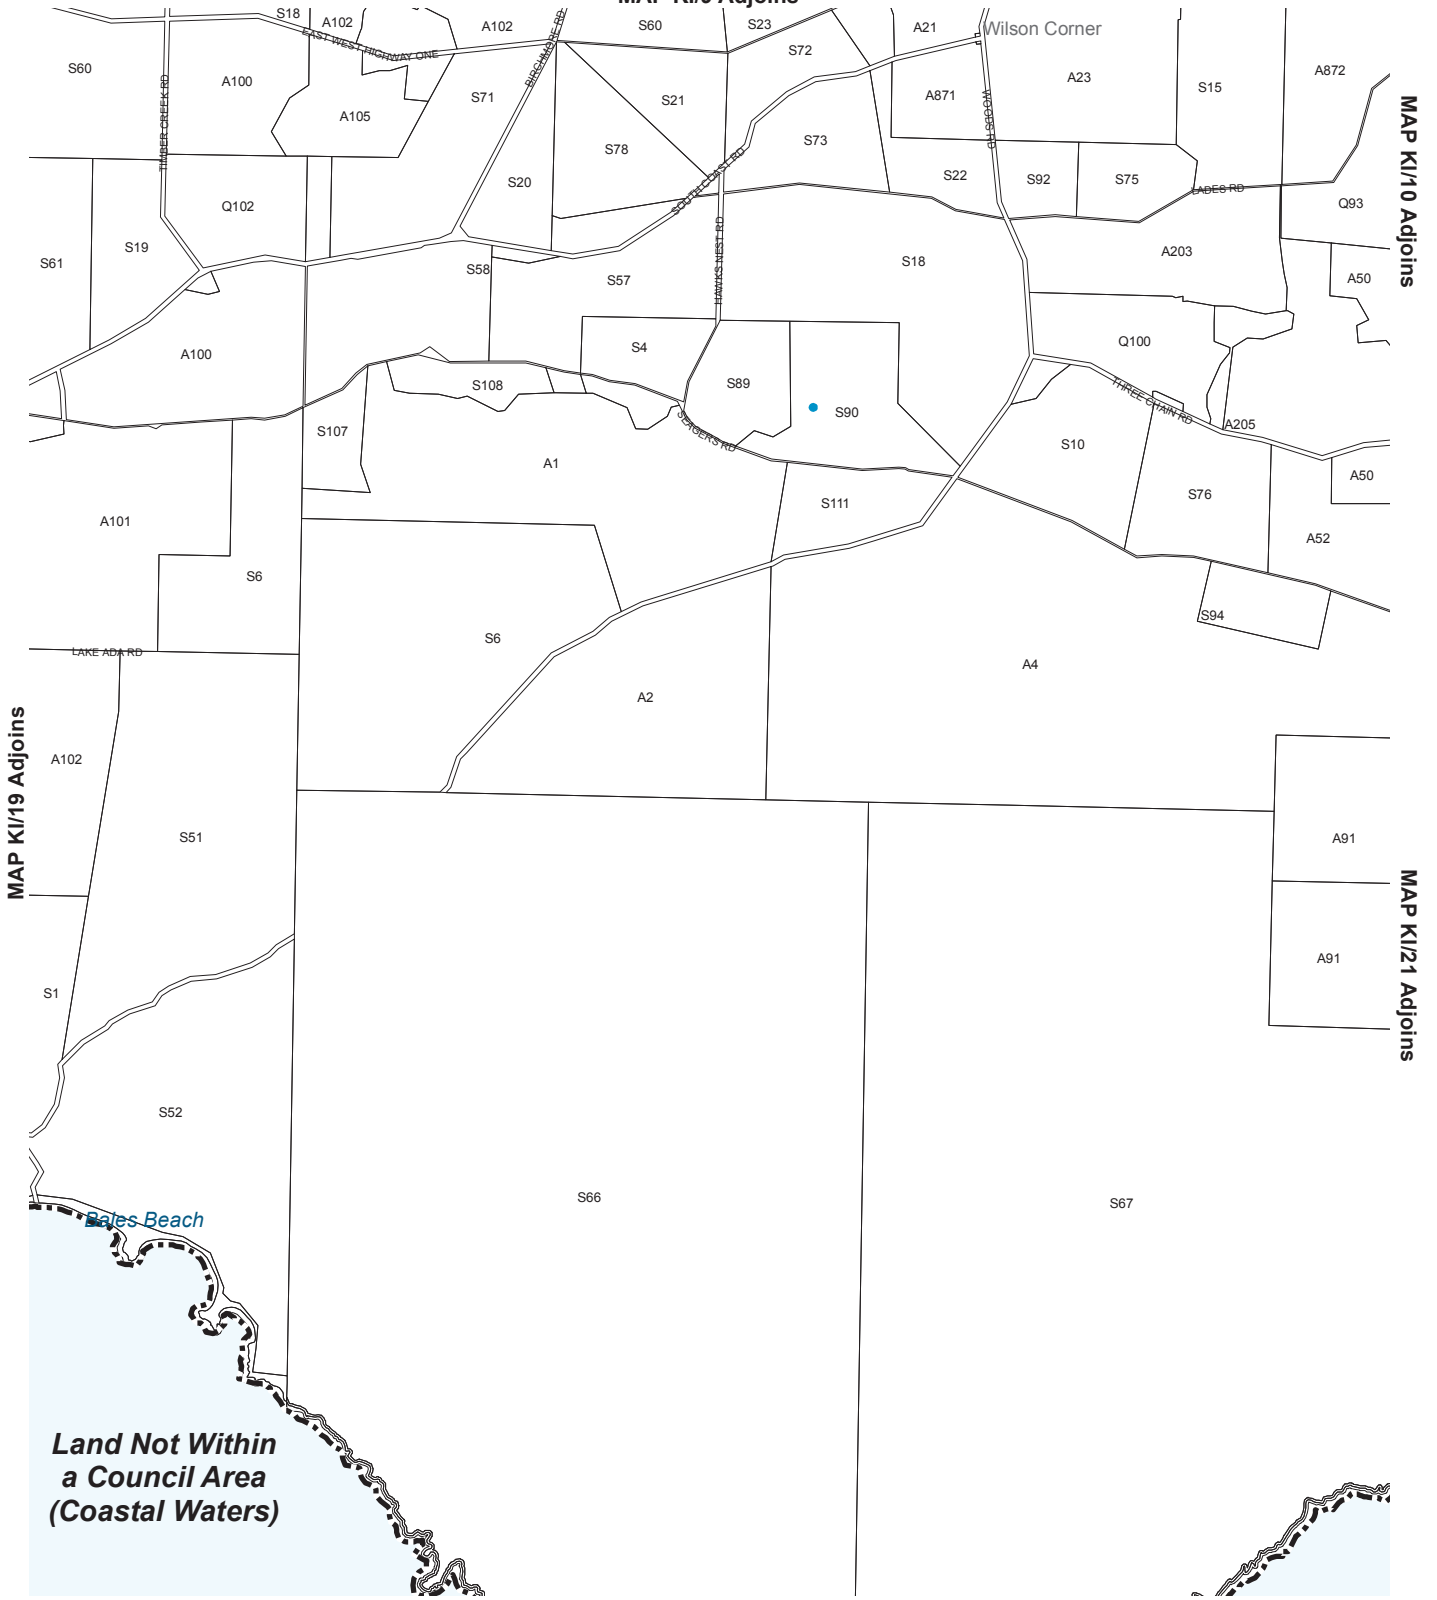 S18
A102
A102
S60
S23
A21
Wilson Corner
EAST WEST HIGHWAY ONE
BIRCHMORE RD
S72
S60
A100
S71
S21
A871
A23
S15
A872
TIMBER CREEK RD
A105
WOODS RD
S78
S73
MAP KI/10 Adjoins
S20
SOUTH COAST RD
S22
S92
S75
LADES RD
Q93
Q102
S19
S61
S58
S57
HAWKS NEST RD
S18
A203
A50
A100
S4
Q100
S108
S89
S90
THREE CHAIN RD
S107
SEAGERS RD
A205
A1
S10
A50
S111
S76
A101
A52
S6
S94
S6
LAKE ADA RD
A4
A2
MAP KI/19 Adjoins
A102
S51
A91
MAP KI/21 Adjoins
A91
S1
S52
S66
S67
Bales Beach
Land Not Within
a Council Area
(Coastal Waters)